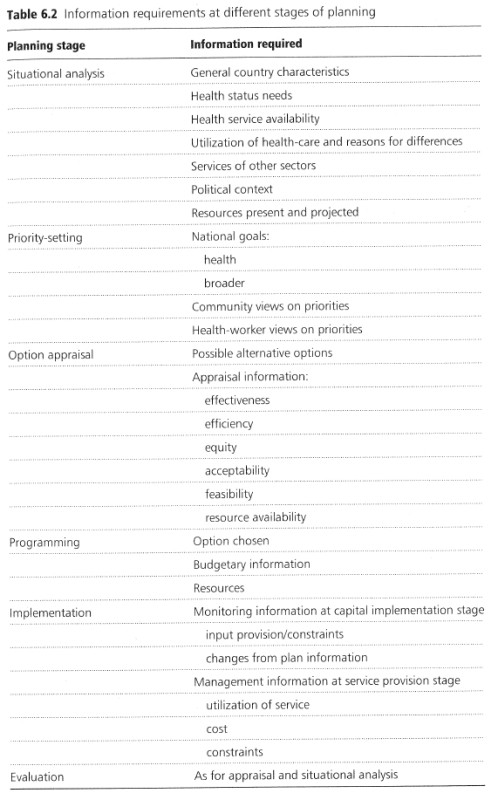 Table 6.2 Information requirements at different stages of planning
Planning stage Information required
Situational analysis General country characteristics
Health status needs
Health service availability
Utilization of health-care and reasons for differences
Services of other sectors
Political context
Resources present and projected
Priority-setting National goals:
health
broader
Community views on priorities
Health-worker views on priorities
Option appraisal Possible alternative options
Appraisal information:
effectiveness
efficiency
equity
acceptability
feasibility
resource availability
Programming Option chosen
Budgetary information
Resources
Implementation Monitoring information at capital implementation stage
input provision/constraints
changes from plan information
Management information at service provision stage
utilization of service
cost
constraints
Evaluation As for appraisal and situational analysis